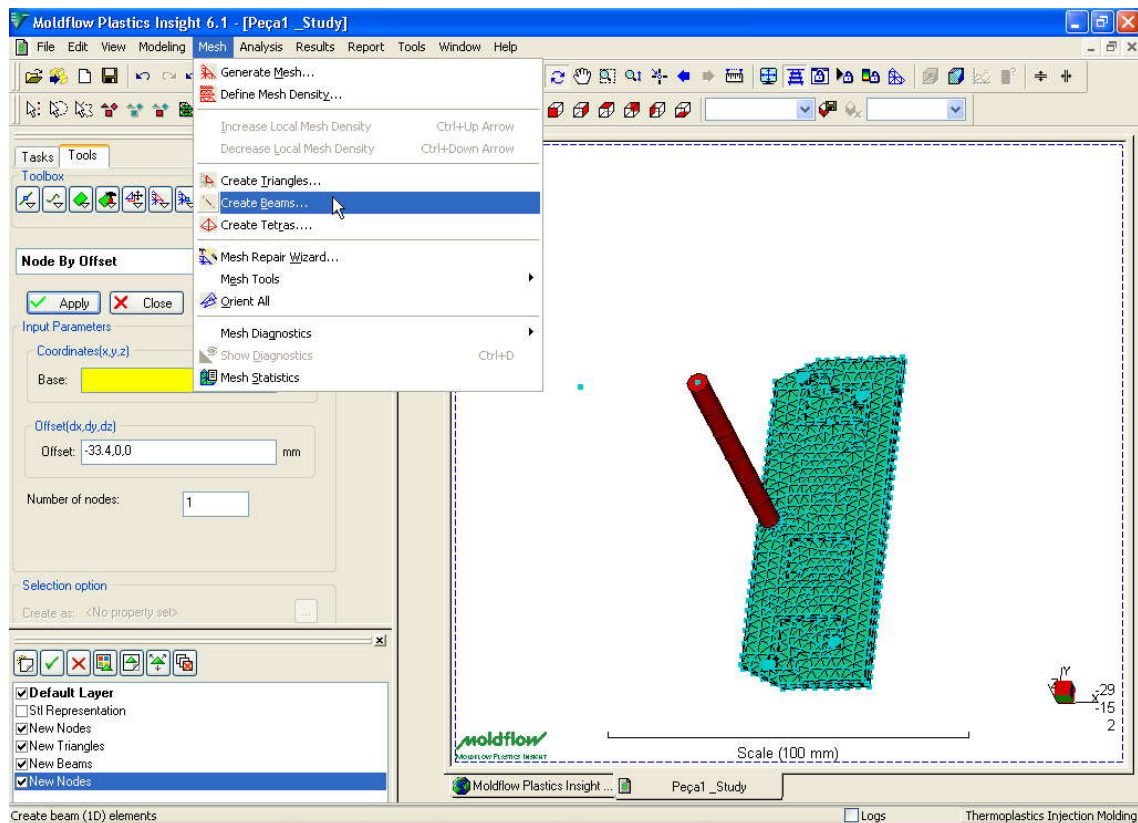 Moldflow Plastics Insight 6.1 - [Peça1 _Study]
File Edit View Modeling Mesh Analysis Results Report Tools Window Help
Generate Mesh...
Define Mesh Density...
Increase Local Mesh Density Ctrl+Up Arrow
Decrease Local Mesh Density Ctrl+Down Arrow
Create Triangles...
Create Beams...
Create Tetras....
Mesh Repair Wizard...
Mesh Tools
Orient All
Mesh Diagnostics
Show Diagnostics Ctrl+D
Mesh Statistics
Tasks Tools
Toolbox
Node By Offset
Apply Close
Input Parameters
Coordinates(x,y,z)
Base:
Offset(dx,dy,dz)
Offset: -33.4,0,0 mm
Number of nodes: 1
Selection option
Create as: <No property set> ...
Default Layer
Stl Representation
New Nodes
New Triangles
New Beams
New Nodes
moldflow
MOLDFLOW PLASTICS INSIGHT
Scale (100 mm)
Y
Z
X
-29
-15
2
Moldflow Plastics Insight ... Peça1 _Study
Create beam (1D) elements Logs Thermoplastics Injection Molding